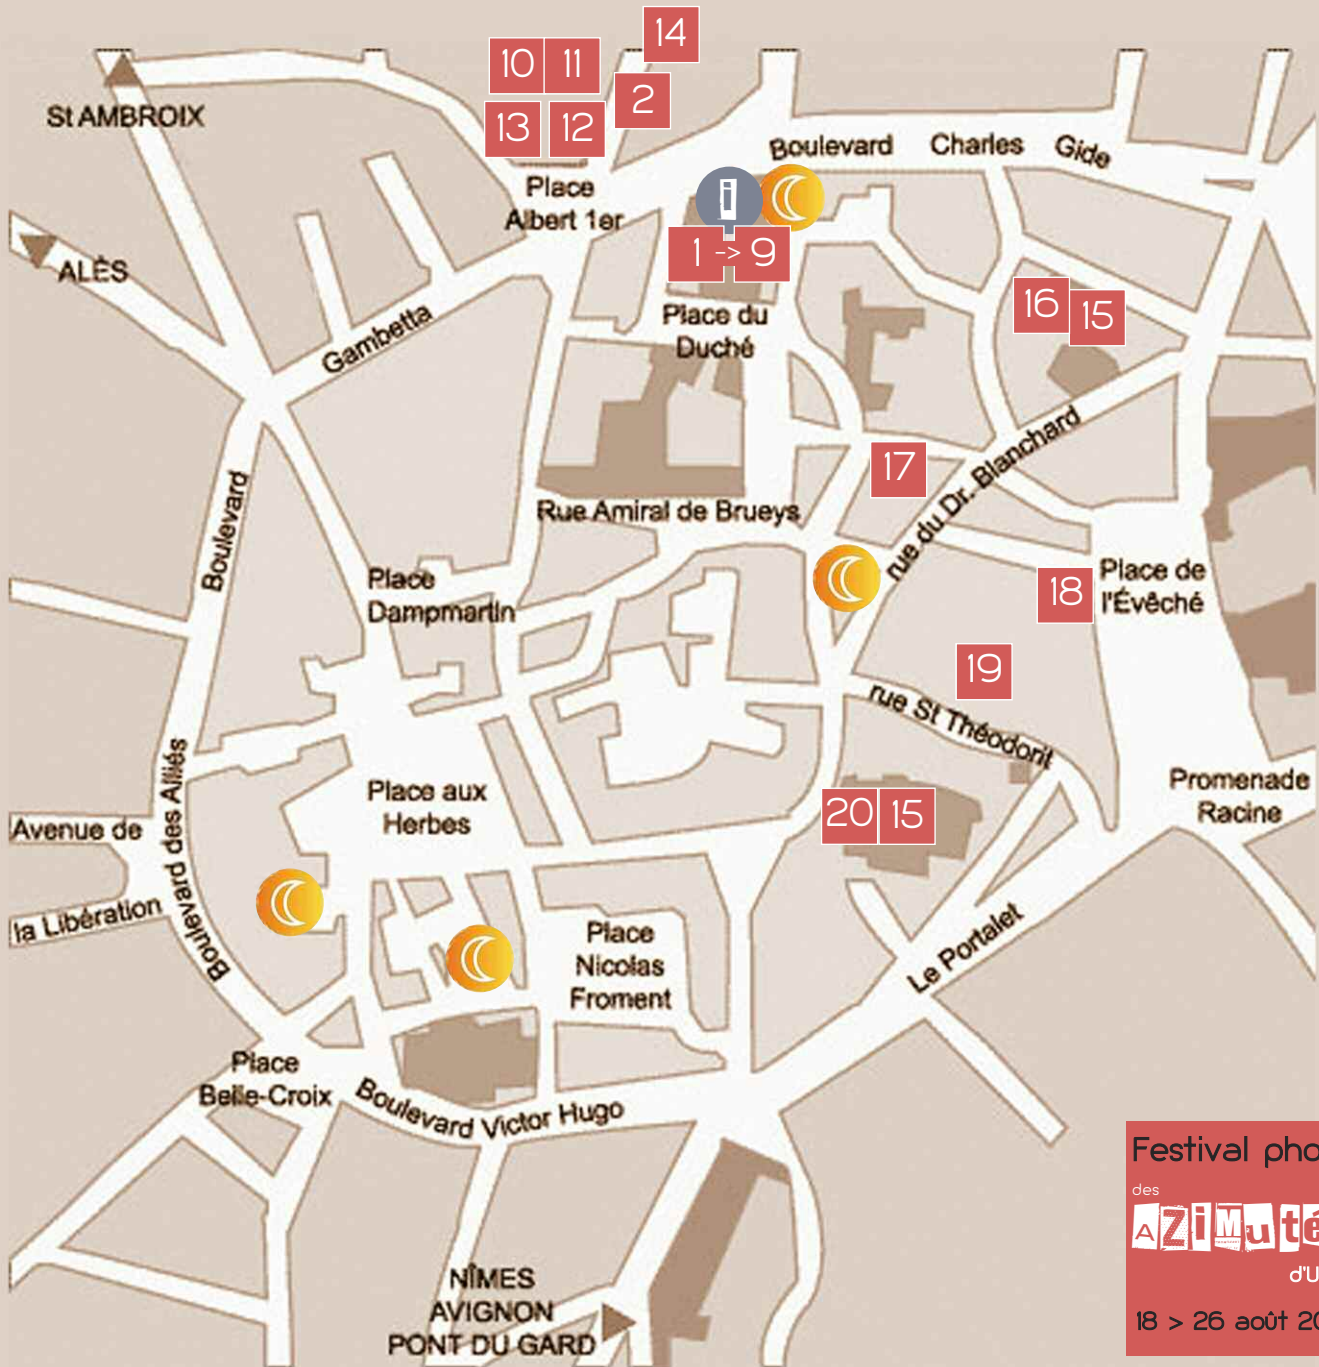 14
10 11
2
13 12
St AMBROIX
Boulevard Charles Gide
Place
Albert 1er
i
1 -> 9
ALÈS
16 15
Place du
Duché
Gambetta
17
rue du Dr. Blanchard
Boulevard
Rue Amiral de Brueys
Place
Dampmartin
18
Place de
l'Évêché
19
rue St Théodorit
Boulevard des Alliés
Place aux
Herbes
Promenade
Racine
20 15
Avenue de
la Libération
Place
Nicolas
Froment
Le Portalet
Place
Belle-Croix
Boulevard Victor Hugo
Festival pho
des
AZiMuté
d'U
NÎMES
AVIGNON
PONT DU GARD
18 > 26 août 20